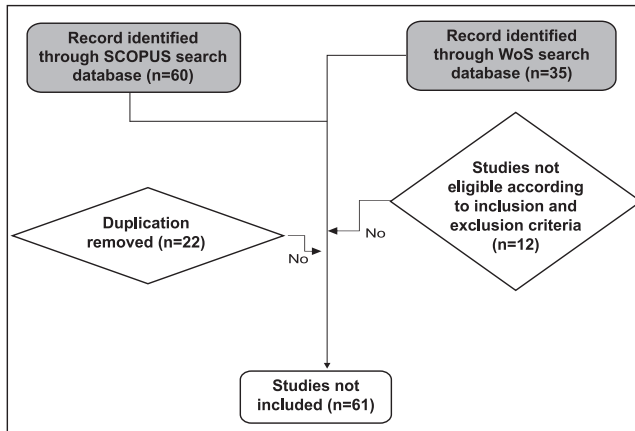 Record identified
through SCOPUS search
database (n=60)
Record identified
through WoS search
database (n=35)
Studies not
eligible according
to inclusion and
exclusion criteria
(n=12)
No
Duplication
removed (n=22)
No
Studies not
included (n=61)